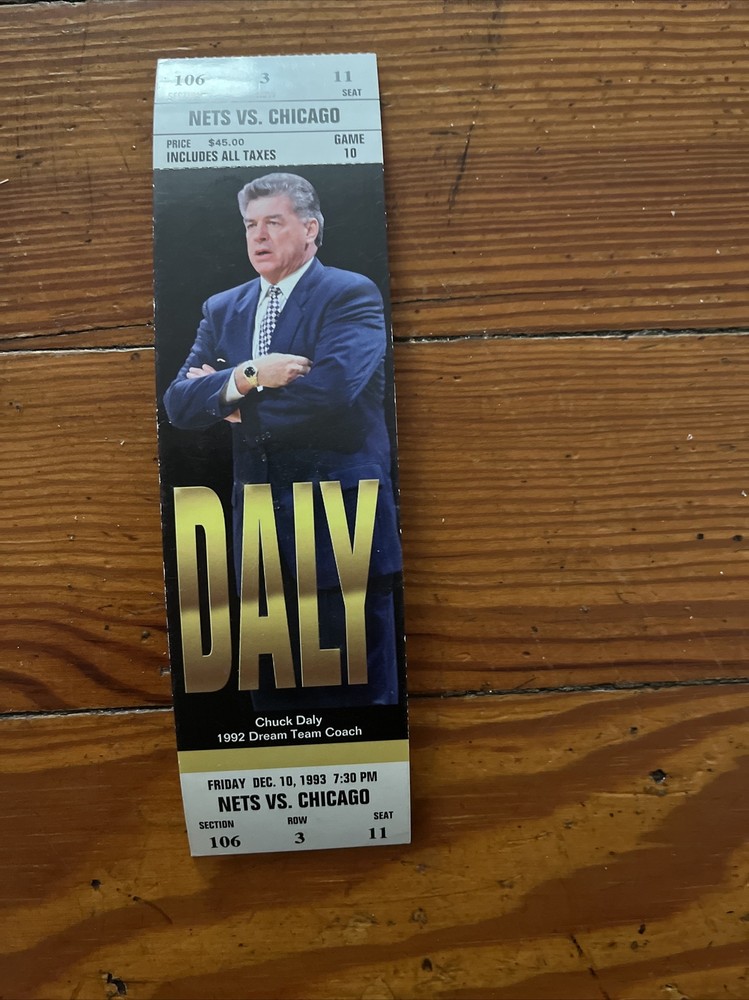 106 3 11
SEAT
NETS VS. CHICAGO
PRICE $45.00 GAME
INCLUDES ALL TAXES 10
DALY
Chuck Daly
1992 Dream Team Coach
FRIDAY DEC. 10, 1993 7:30 PM
NETS VS. CHICAGO
SECTION ROW SEAT
106 3 11